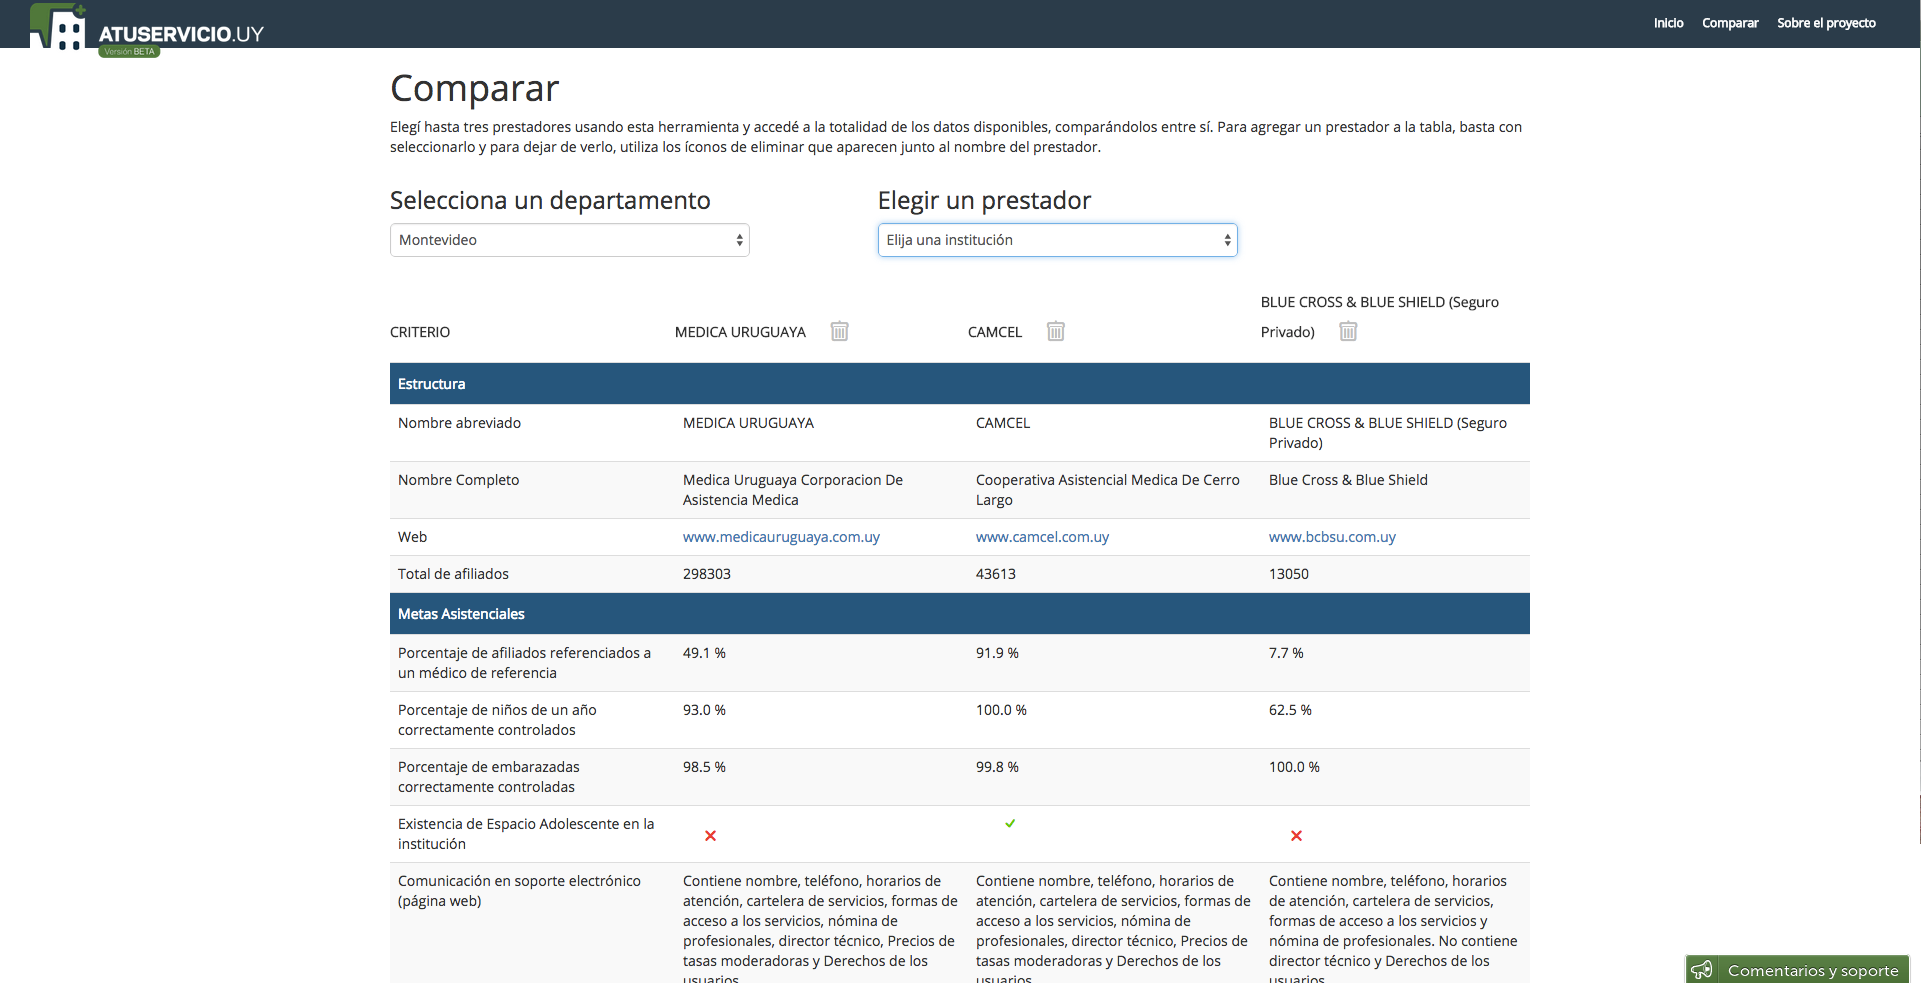 ATUSERVICIO.UY
Versión BETA
Inicio Comparar Sobre el proyecto
Comparar
Elegí hasta tres prestadores usando esta herramienta y accedé a la totalidad de los datos disponibles, comparándolos entre sí. Para agregar un prestador a la tabla, basta con
seleccionarlo y para dejar de verlo, utiliza los íconos de eliminar que aparecen junto al nombre del prestador.
Selecciona un departamento
Montevideo
Elegir un prestador
Elija una institución
CRITERIO
MEDICA URUGUAYA
CAMCEL
BLUE CROSS & BLUE SHIELD (Seguro
Privado)
Estructura
Nombre abreviado
MEDICA URUGUAYA
CAMCEL
BLUE CROSS & BLUE SHIELD (Seguro
Privado)
Nombre Completo
Medica Uruguaya Corporacion De
Asistencia Medica
Cooperativa Asistencial Medica De Cerro
Largo
Blue Cross & Blue Shield
Web
www.medicauruguaya.com.uy
www.camcel.com.uy
www.bcbsu.com.uy
Total de afiliados
298303
43613
13050
Metas Asistenciales
Porcentaje de afiliados referenciados a
un médico de referencia
49.1 %
91.9 %
7.7 %
Porcentaje de niños de un año
correctamente controlados
93.0 %
100.0 %
62.5 %
Porcentaje de embarazadas
correctamente controladas
98.5 %
99.8 %
100.0 %
Existencia de Espacio Adolescente en la
institución
Comunicación en soporte electrónico
(página web)
Contiene nombre, teléfono, horarios de
atención, cartelera de servicios, formas de
acceso a los servicios, nómina de
profesionales, director técnico, Precios de
tasas moderadoras y Derechos de los
usuarios
Contiene nombre, teléfono, horarios de
atención, cartelera de servicios, formas de
acceso a los servicios, nómina de
profesionales, director técnico, Precios de
tasas moderadoras y Derechos de los
usuarios
Contiene nombre, teléfono, horarios
de atención, cartelera de servicios,
formas de acceso a los servicios y
nómina de profesionales. No contiene
director técnico y Derechos de los
usuarios
Comentarios y soporte